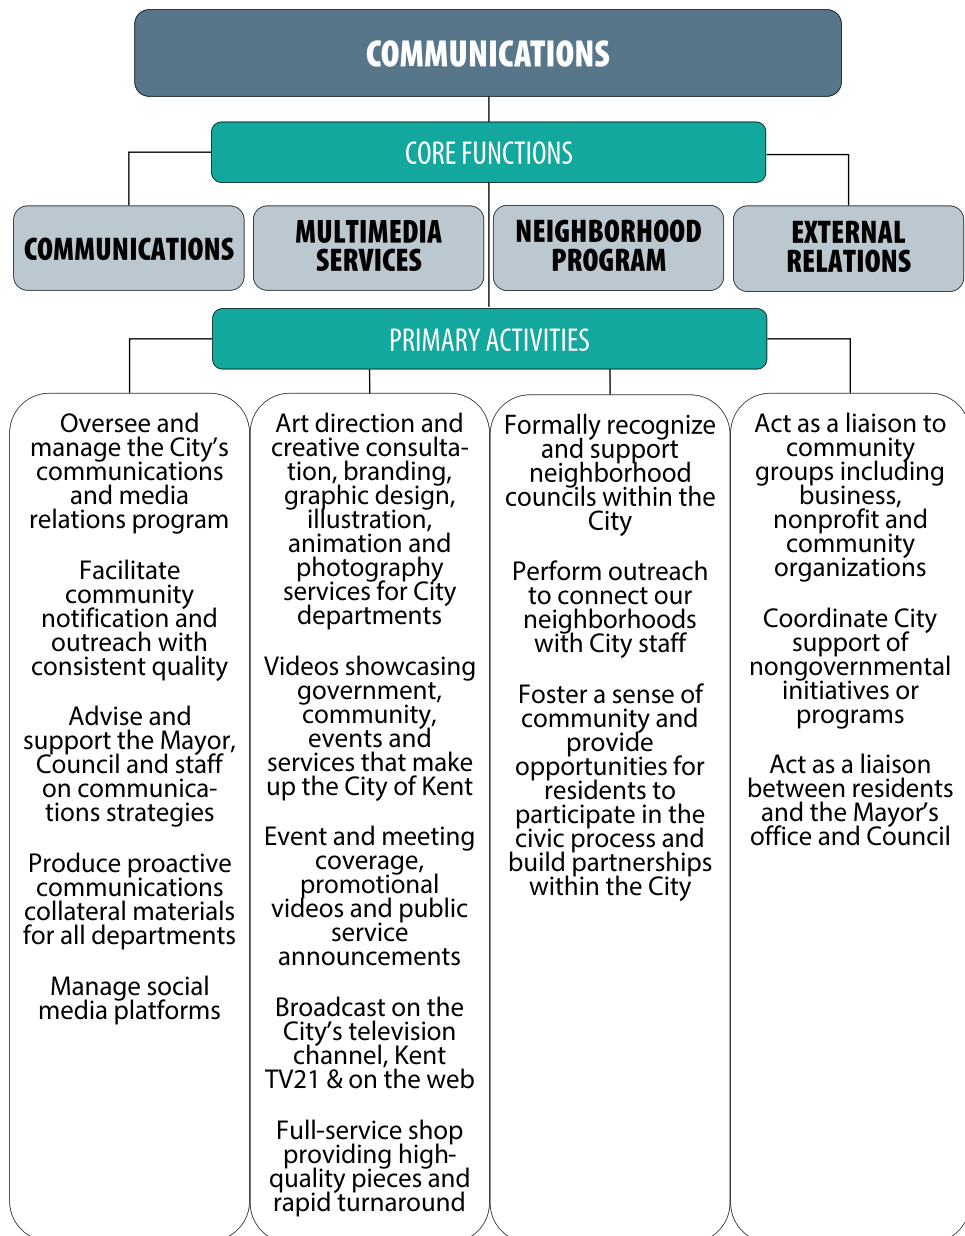 COMMUNICATIONS
CORE FUNCTIONS
COMMUNICATIONS
MULTIMEDIA
SERVICES
NEIGHBORHOOD
PROGRAM
EXTERNAL
RELATIONS
PRIMARY ACTIVITIES
Oversee and
manage the City’s
communications
and media
relations program
Facilitate
community
notification and
outreach with
consistent quality
Advise and
support the Mayor,
Council and staff
on communica-
tions strategies
Produce proactive
communications
collateral materials
for all departments
Manage social
media platforms
Art direction and
creative consulta-
tion, branding,
graphic design,
illustration,
animation and
photography
services for City
departments
Videos showcasing
government,
community,
events and
services that make
up the City of Kent
Event and meeting
coverage,
promotional
videos and public
service
announcements
Broadcast on the
City’s television
channel, Kent
TV21 & on the web
Full-service shop
providing high-
quality pieces and
rapid turnaround
Formally recognize
and support
neighborhood
councils within the
City
Perform outreach
to connect our
neighborhoods
with City staff
Foster a sense of
community and
provide
opportunities for
residents to
participate in the
civic process and
build partnerships
within the City
Act as a liaison to
community
groups including
business,
nonprofit and
community
organizations
Coordinate City
support of
nongovernmental
initiatives or
programs
Act as a liaison
between residents
and the Mayor’s
office and Council